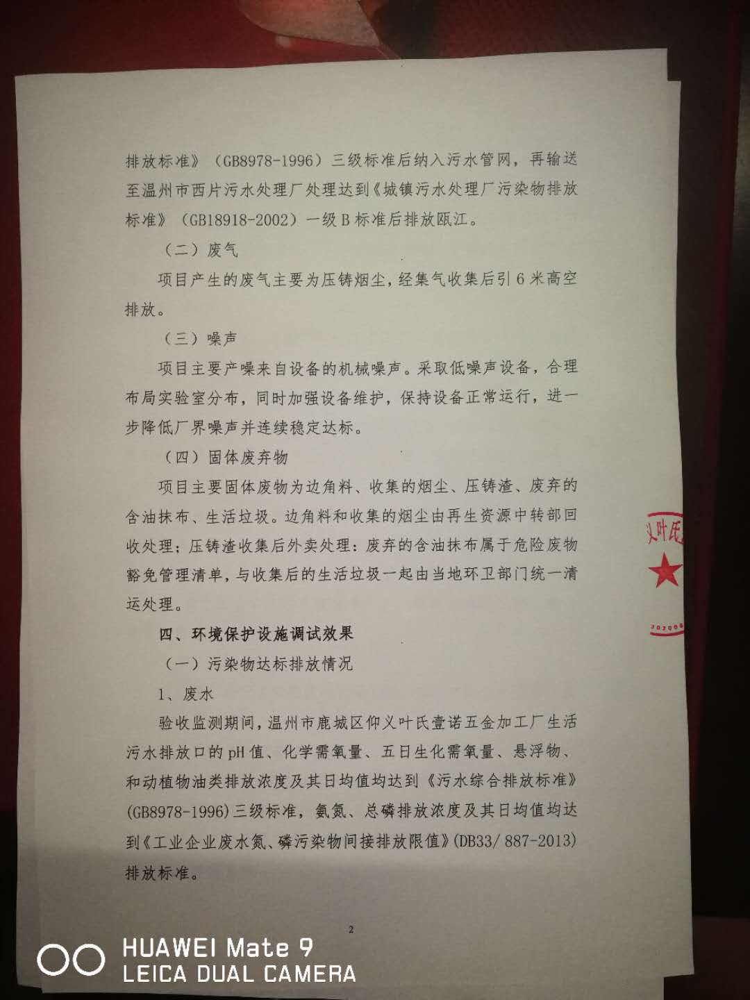 排放标准》（GB8978-1996）三级标准后纳入污水管网，再输送
至温州市西片污水处理厂处理达到《城镇污水处理厂污染物排放
标准》（GB18918-2002）一级 B 标准后排放瓯江。
（二）废气
项目产生的废气主要为压铸烟尘，经集气收集后引 6 米高空
排放。
（三）噪声
项目主要产噪来自设备的机械噪声。采取低噪声设备，合理
布局实验室分布，同时加强设备维护，保持设备正常运行，进一
步降低厂界噪声并连续稳定达标。
（四）固体废弃物
项目主要固体废物为边角料、收集的烟尘、压铸渣、废弃的
含油抹布、生活垃圾。边角料和收集的烟尘由再生资源中转部回
收处理；压铸渣收集后外卖处理：废弃的含油抹布属于危险废物
豁免管理清单，与收集后的生活垃圾一起由当地环卫部门统一清
运处理。
四、环境保护设施调试效果
（一）污染物达标排放情况
1、废水
验收监测期间，温州市鹿城区仰义叶氏壹诺五金加工厂生活
污水排放口的 pH 值、化学需氧量、五日生化需氧量、悬浮物、
和动植物油类排放浓度及其日均值均达到《污水综合排放标准》
(GB8978-1996)三级标准，氨氮、总磷排放浓度及其日均值均达
到《工业企业废水氮、磷污染物间接排放限值》(DB33/ 887-2013)
排放标准。
2
义叶氏
HUAWEI Mate 9
LEICA DUAL CAMERA